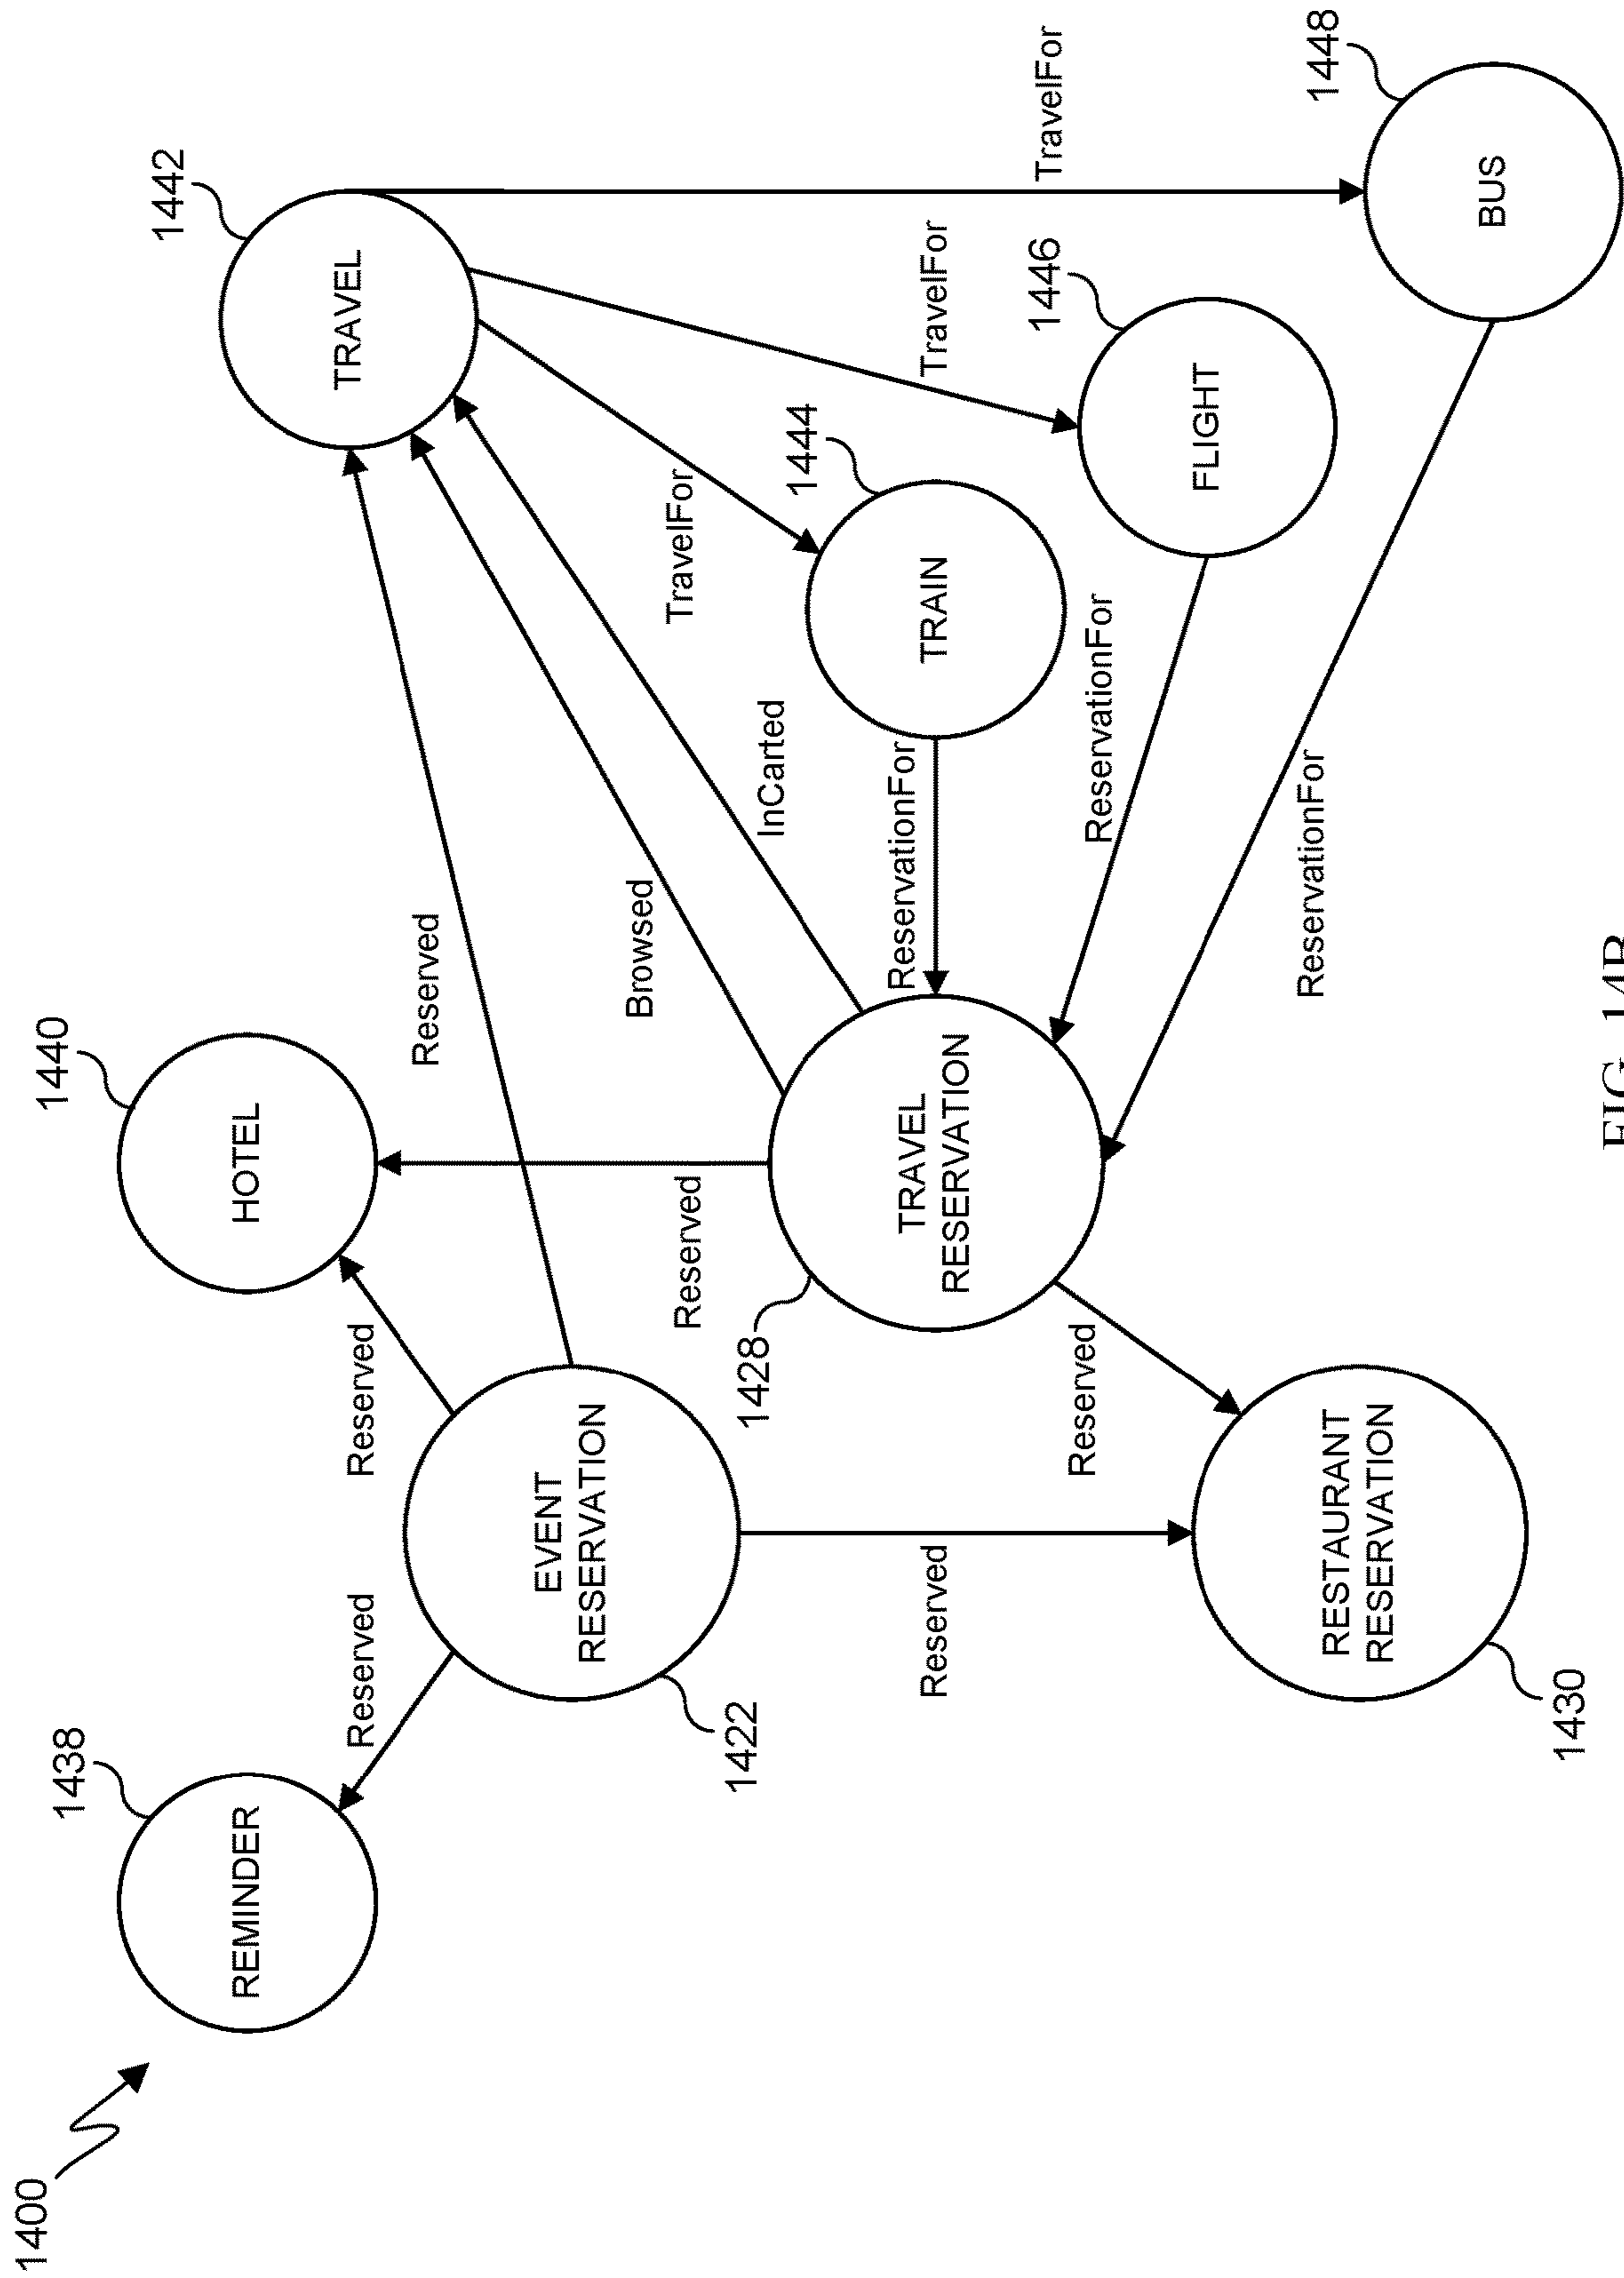 1400
1438
1440
1442
REMINDER
HOTEL
TRAVEL
Reserved
Reserved
Reserved
EVENT
RESERVATION
Browsed
Reserved
TravelFor
1422
1428
InCarted
1444
Reserved
TRAVEL
RESERVATION
ReservationFor
TRAIN
TravelFor
1446
TravelFor
Reserved
ReservationFor
FLIGHT
ReservationFor
1448
RESTAURANT
RESERVATION
BUS
1430
FIG. 14B